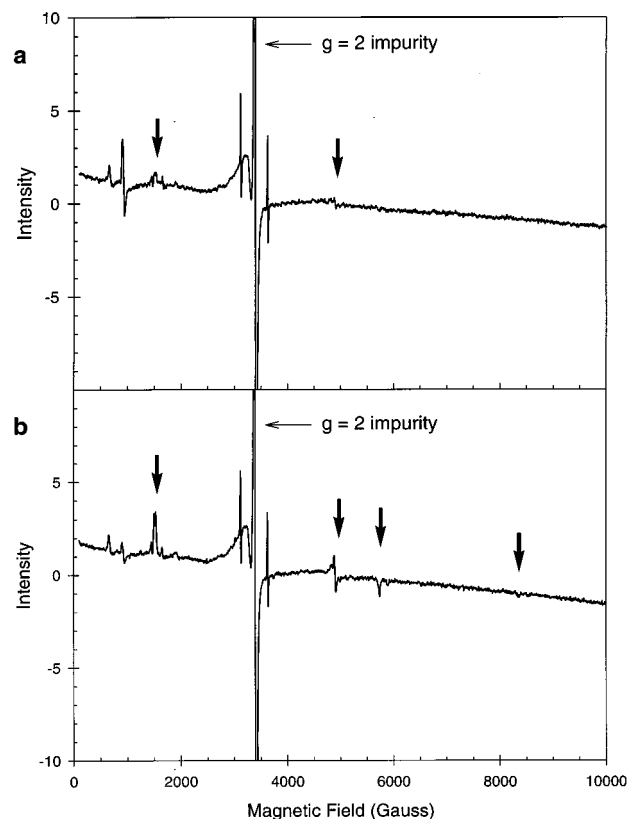 a
10
5
0
-5
Intensity
g = 2 impurity
b
5
0
-5
-10
Intensity
g = 2 impurity
0
2000
4000
6000
8000
10000
Magnetic Field (Gauss)